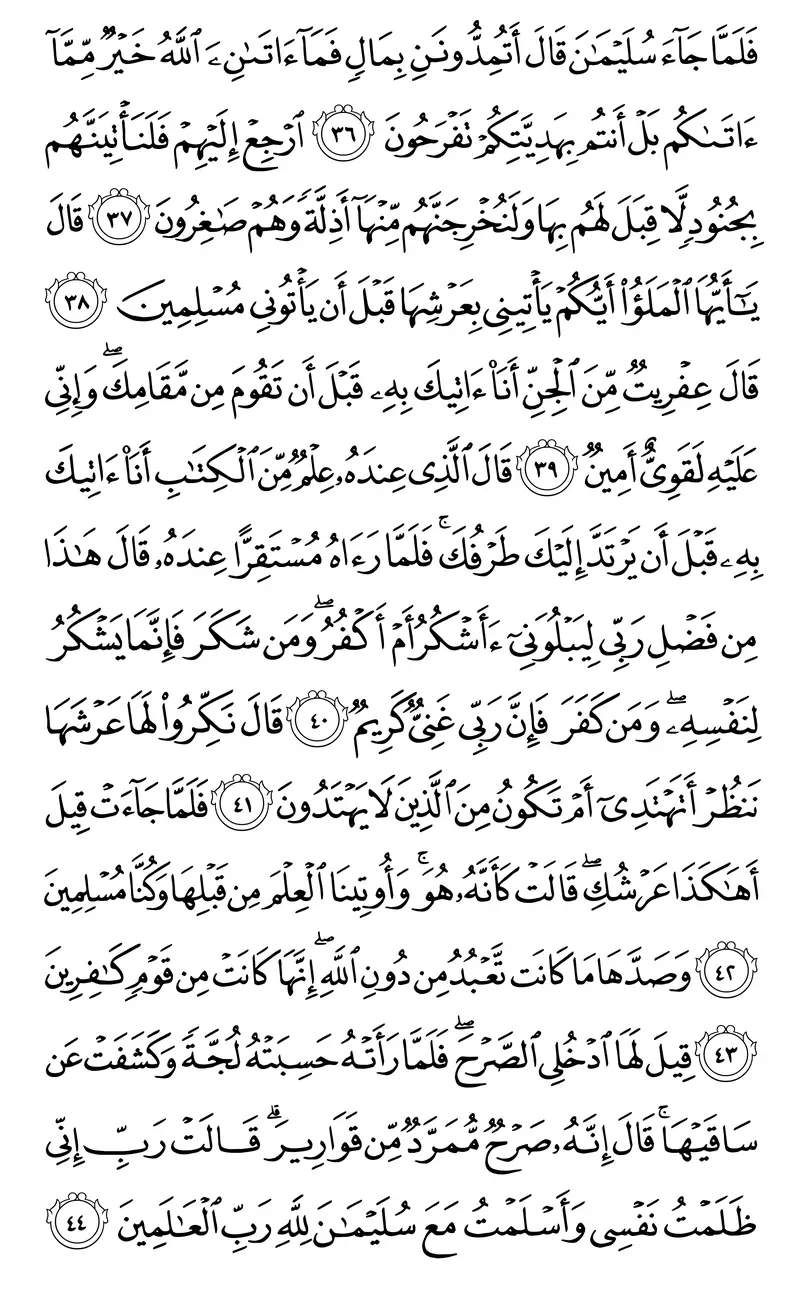 فَلَمَّا جَآءَ سُلَيْمَٰنَ قَالَ أَتُمِدُّونَنِ بِمَالٍ فَمَآ ءَاتَىٰنِۦَ ٱللَّهُ خَيْرٌ مِّمَّآ
ءَاتَىٰكُم بَلْ أَنتُم بِهَدِيَّتِكُمْ تَفْرَحُونَ ٣٦ ٱرْجِعْ إِلَيْهِمْ فَلَنَأْتِيَنَّهُم
بِجُنُودٍ لَّا قِبَلَ لَهُم بِهَا وَلَنُخْرِجَنَّهُم مِّنْهَآ أَذِلَّةً وَهُمْ صَٰغِرُونَ ٣٧ قَالَ
يَٰٓأَيُّهَا ٱلْمَلَؤُا۟ أَيُّكُمْ يَأْتِينِى بِعَرْشِهَا قَبْلَ أَن يَأْتُونِى مُسْلِمِينَ ٣٨
قَالَ عِفْرِيتٌ مِّنَ ٱلْجِنِّ أَنَا۠ ءَاتِيكَ بِهِۦ قَبْلَ أَن تَقُومَ مِن مَّقَامِكَ ۖ وَإِنِّى
عَلَيْهِ لَقَوِىٌّ أَمِينٌ ٣٩ قَالَ ٱلَّذِى عِندَهُۥ عِلْمٌ مِّنَ ٱلْكِتَٰبِ أَنَا۠ ءَاتِيكَ
بِهِۦ قَبْلَ أَن يَرْتَدَّ إِلَيْكَ طَرْفُكَ ۚ فَلَمَّا رَءَاهُ مُسْتَقِرًّا عِندَهُۥ قَالَ هَٰذَا
مِن فَضْلِ رَبِّى لِيَبْلُوَنِىٓ ءَأَشْكُرُ أَمْ أَكْفُرُ ۖ وَمَن شَكَرَ فَإِنَّمَا يَشْكُرُ
لِنَفْسِهِۦ ۖ وَمَن كَفَرَ فَإِنَّ رَبِّى غَنِىٌّ كَرِيمٌ ٤٠ قَالَ نَكِّرُوا۟ لَهَا عَرْشَهَا
نَنظُرْ أَتَهْتَدِىٓ أَمْ تَكُونُ مِنَ ٱلَّذِينَ لَا يَهْتَدُونَ ٤١ فَلَمَّا جَآءَتْ قِيلَ
أَهَٰكَذَا عَرْشُكِ ۖ قَالَتْ كَأَنَّهُۥ هُوَ ۚ وَأُوتِينَا ٱلْعِلْمَ مِن قَبْلِهَا وَكُنَّا مُسْلِمِينَ
٤٢ وَصَدَّهَا مَا كَانَت تَّعْبُدُ مِن دُونِ ٱللَّهِ ۖ إِنَّهَا كَانَتْ مِن قَوْمٍ كَٰفِرِينَ
٤٣ قِيلَ لَهَا ٱدْخُلِى ٱلصَّرْحَ ۖ فَلَمَّا رَأَتْهُ حَسِبَتْهُ لُجَّةً وَكَشَفَتْ عَن
سَاقَيْهَا ۚ قَالَ إِنَّهُۥ صَرْحٌ مُّمَرَّدٌ مِّن قَوَارِيرَ ۗ قَالَتْ رَبِّ إِنِّى
ظَلَمْتُ نَفْسِى وَأَسْلَمْتُ مَعَ سُلَيْمَٰنَ لِلَّهِ رَبِّ ٱلْعَٰلَمِينَ ٤٤